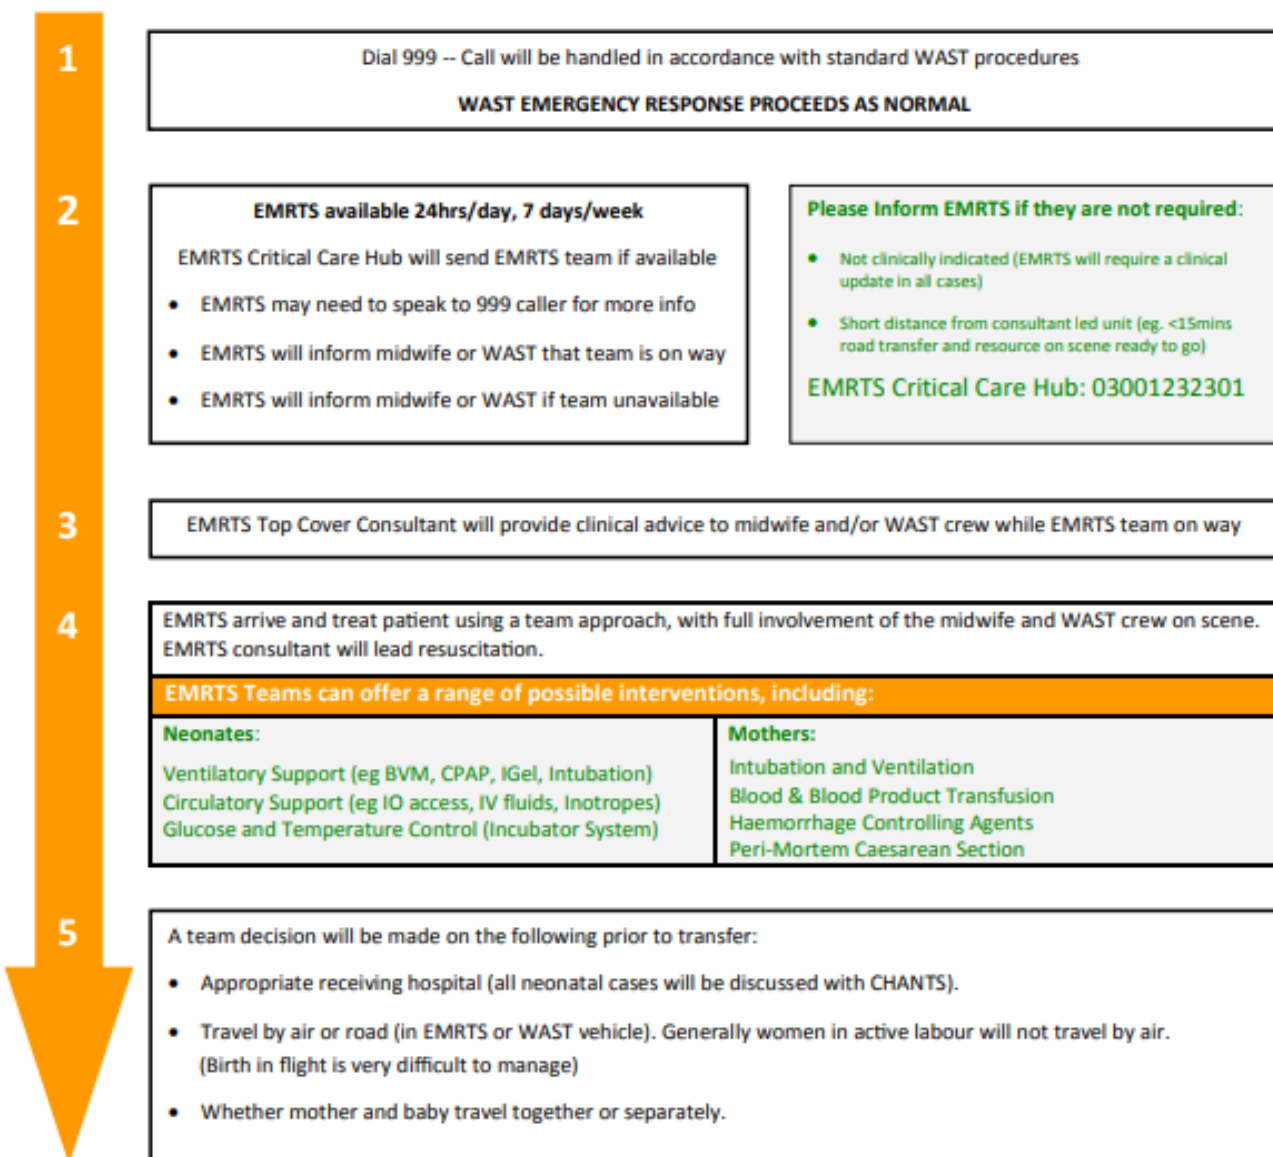 1
Dial 999 -- Call will be handled in accordance with standard WAST procedures
WAST EMERGENCY RESPONSE PROCEEDS AS NORMAL
2
EMRTS available 24hrs/day, 7 days/week
EMRTS Critical Care Hub will send EMRTS team if available
• EMRTS may need to speak to 999 caller for more info
• EMRTS will inform midwife or WAST that team is on way
• EMRTS will inform midwife or WAST if team unavailable
Please Inform EMRTS if they are not required:
• Not clinically indicated (EMRTS will require a clinical
update in all cases)
• Short distance from consultant led unit (eg. <15mins
road transfer and resource on scene ready to go)
EMRTS Critical Care Hub: 03001232301
3
EMRTS Top Cover Consultant will provide clinical advice to midwife and/or WAST crew while EMRTS team on way
4
EMRTS arrive and treat patient using a team approach, with full involvement of the midwife and WAST crew on scene.
EMRTS consultant will lead resuscitation.
EMRTS Teams can offer a range of possible interventions, including:
Neonates:
Ventilatory Support (eg BVM, CPAP, IGel, Intubation)
Circulatory Support (eg IO access, IV fluids, Inotropes)
Glucose and Temperature Control (Incubator System)
Mothers:
Intubation and Ventilation
Blood & Blood Product Transfusion
Haemorrhage Controlling Agents
Peri-Mortem Caesarean Section
5
A team decision will be made on the following prior to transfer:
• Appropriate receiving hospital (all neonatal cases will be discussed with CHANTS).
• Travel by air or road (in EMRTS or WAST vehicle). Generally women in active labour will not travel by air.
(Birth in flight is very difficult to manage)
• Whether mother and baby travel together or separately.